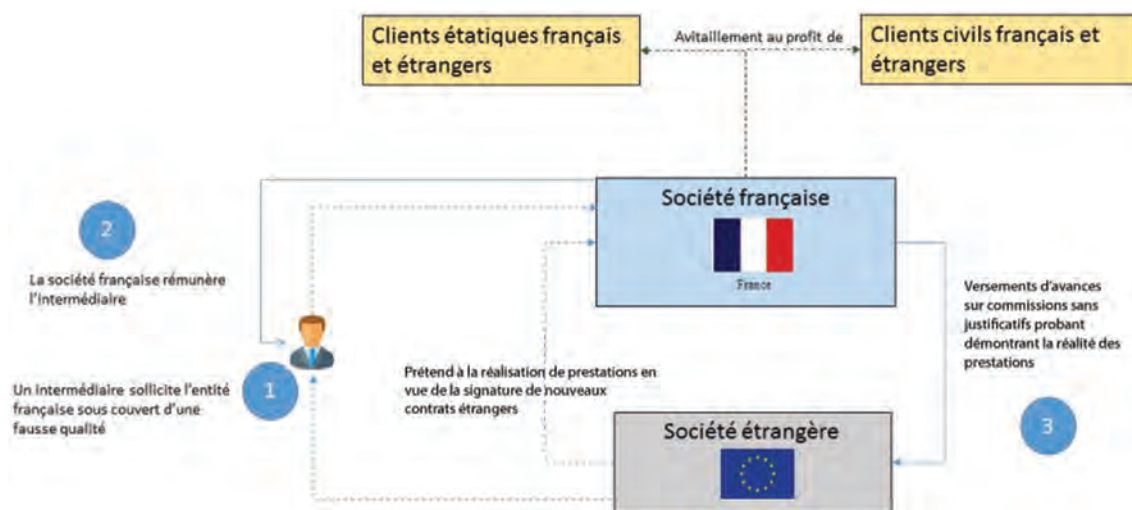 Clients étatiques français
et étrangers
Avitaillement au profit de
Clients civils français et
étrangers
Société française
France
2
La société française rémunère
l'intermédiaire
Versements d'avances
sur commissions sans
justificatifs probant
démontrant la réalité des
prestations
Prétend à la réalisation de prestations en
vue de la signature de nouveaux
contrats étrangers
1
Un intermédiaire sollicite l'entité
française sous couvert d'une
fausse qualité
Société étrangère
3